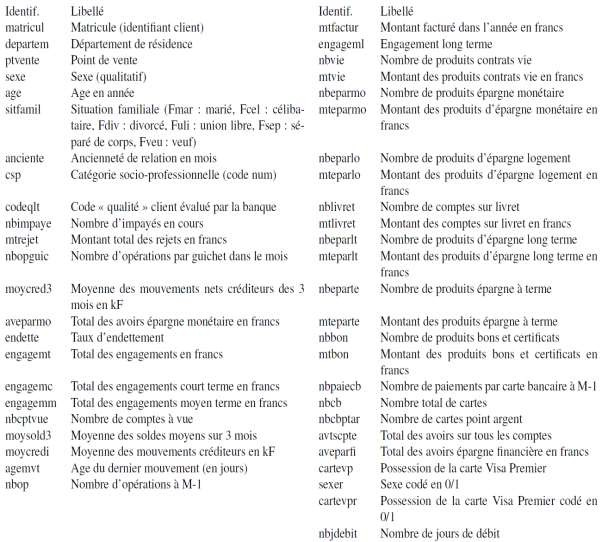 Identif. Libellé
matricul Matricule (identifiant client)
departem Département de résidence
ptvente Point de vente
sexe Sexe (qualitatif)
age Age en année
sitfamil Situation familiale (Fmar : marié, Fcel : céliba-
taire, Fdiv : divorcé, Fuli : union libre, Fsep : sé-
paré de corps, Fveu : veuf)
anciente Ancienneté de relation en mois
csp Catégorie socio-professionnelle (code num)
codeqlt Code « qualité » client évalué par la banque
nbimpaye Nombre d'impayés en cours
mtrejet Montant total des rejets en francs
nbopguic Nombre d'opérations par guichet dans le mois
moycred3 Moyenne des mouvements nets créditeurs des 3
mois en kF
aveparmo Total des avoirs épargne monétaire en francs
endette Taux d'endettement
engagemt Total des engagements en francs
engagemc Total des engagements court terme en francs
engagemm Total des engagements moyen terme en francs
nbcptvue Nombre de comptes à vue
moysold3 Moyenne des soldes moyens sur 3 mois
moycredi Moyenne des mouvements créditeurs en kF
agemvt Age du dernier mouvement (en jours)
nbop Nombre d'opérations à M-1
Identif. Libellé
mtfactur Montant facturé dans l'année en francs
engageml Engagement long terme
nbvie Nombre de produits contrats vie
mtvie Montant des produits contrats vie en francs
nbeparmo Nombre de produits épargne monétaire
mteparmo Montant des produits d'épargne monétaire en
francs
nbeparlo Nombre de produits d'épargne logement
mteparlo Montant des produits d'épargne logement en
francs
nblivret Nombre de comptes sur livret
mtlivret Montant des comptes sur livret en francs
nbeparlt Nombre de produits d'épargne long terme
mteparlt Montant des produits d'épargne long terme en
francs
nbeparte Nombre de produits épargne à terme
mteparte Montant des produits épargne à terme
nbbon Nombre de produits bons et certificats
mtbon Montant des produits bons et certificats en
francs
nbpaiecb Nombre de paiements par carte bancaire à M-1
nbcb Nombre total de cartes
nbcbptar Nombre de cartes point argent
avtscpte Total des avoirs sur tous les comptes
aveparfi Total des avoirs épargne financière en francs
cartevp Possession de la carte Visa Premier
sexer Sexe codé en 0/1
cartevpr Possession de la carte Visa Premier codé en
0/1
nbjdebit Nombre de jours de débit